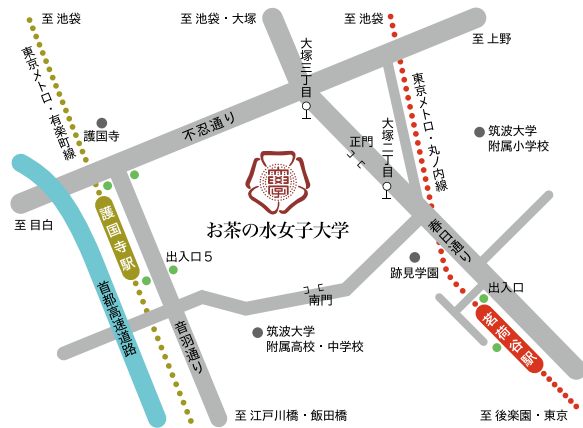 至 池袋
至 池袋・大塚
至 池袋
至 上野
大塚三丁目
東京メトロ・有楽町線
東京メトロ・丸ノ内線
護国寺
不忍通り
正門
大塚二丁目
筑波大学
附属小学校
至 目白
護国寺駅
お茶の水女子大学
春日通り
出入口5
跡見学園
首都高速道路
南門
出入口
音羽通り
筑波大学
附属高校・中学校
茗荷谷駅
至 江戸川橋・飯田橋
至 後楽園・東京